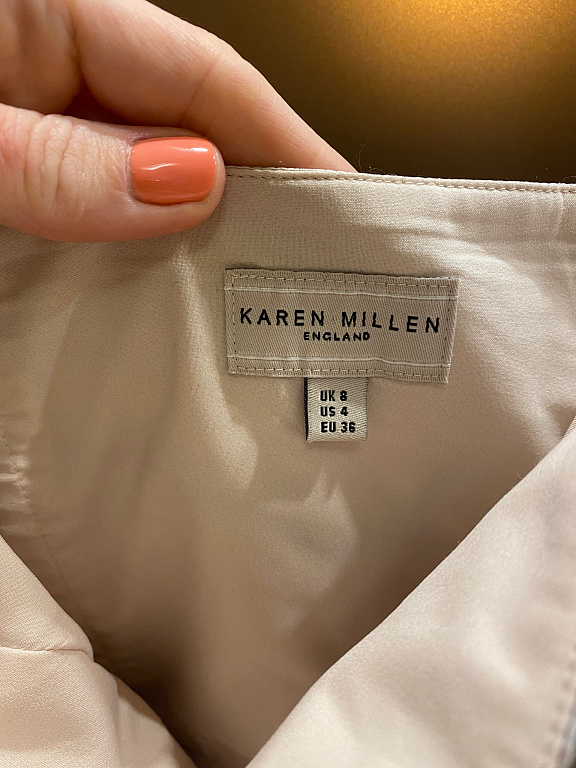 KAREN MILLEN
ENGLAND
UK 8
US 4
EU 36